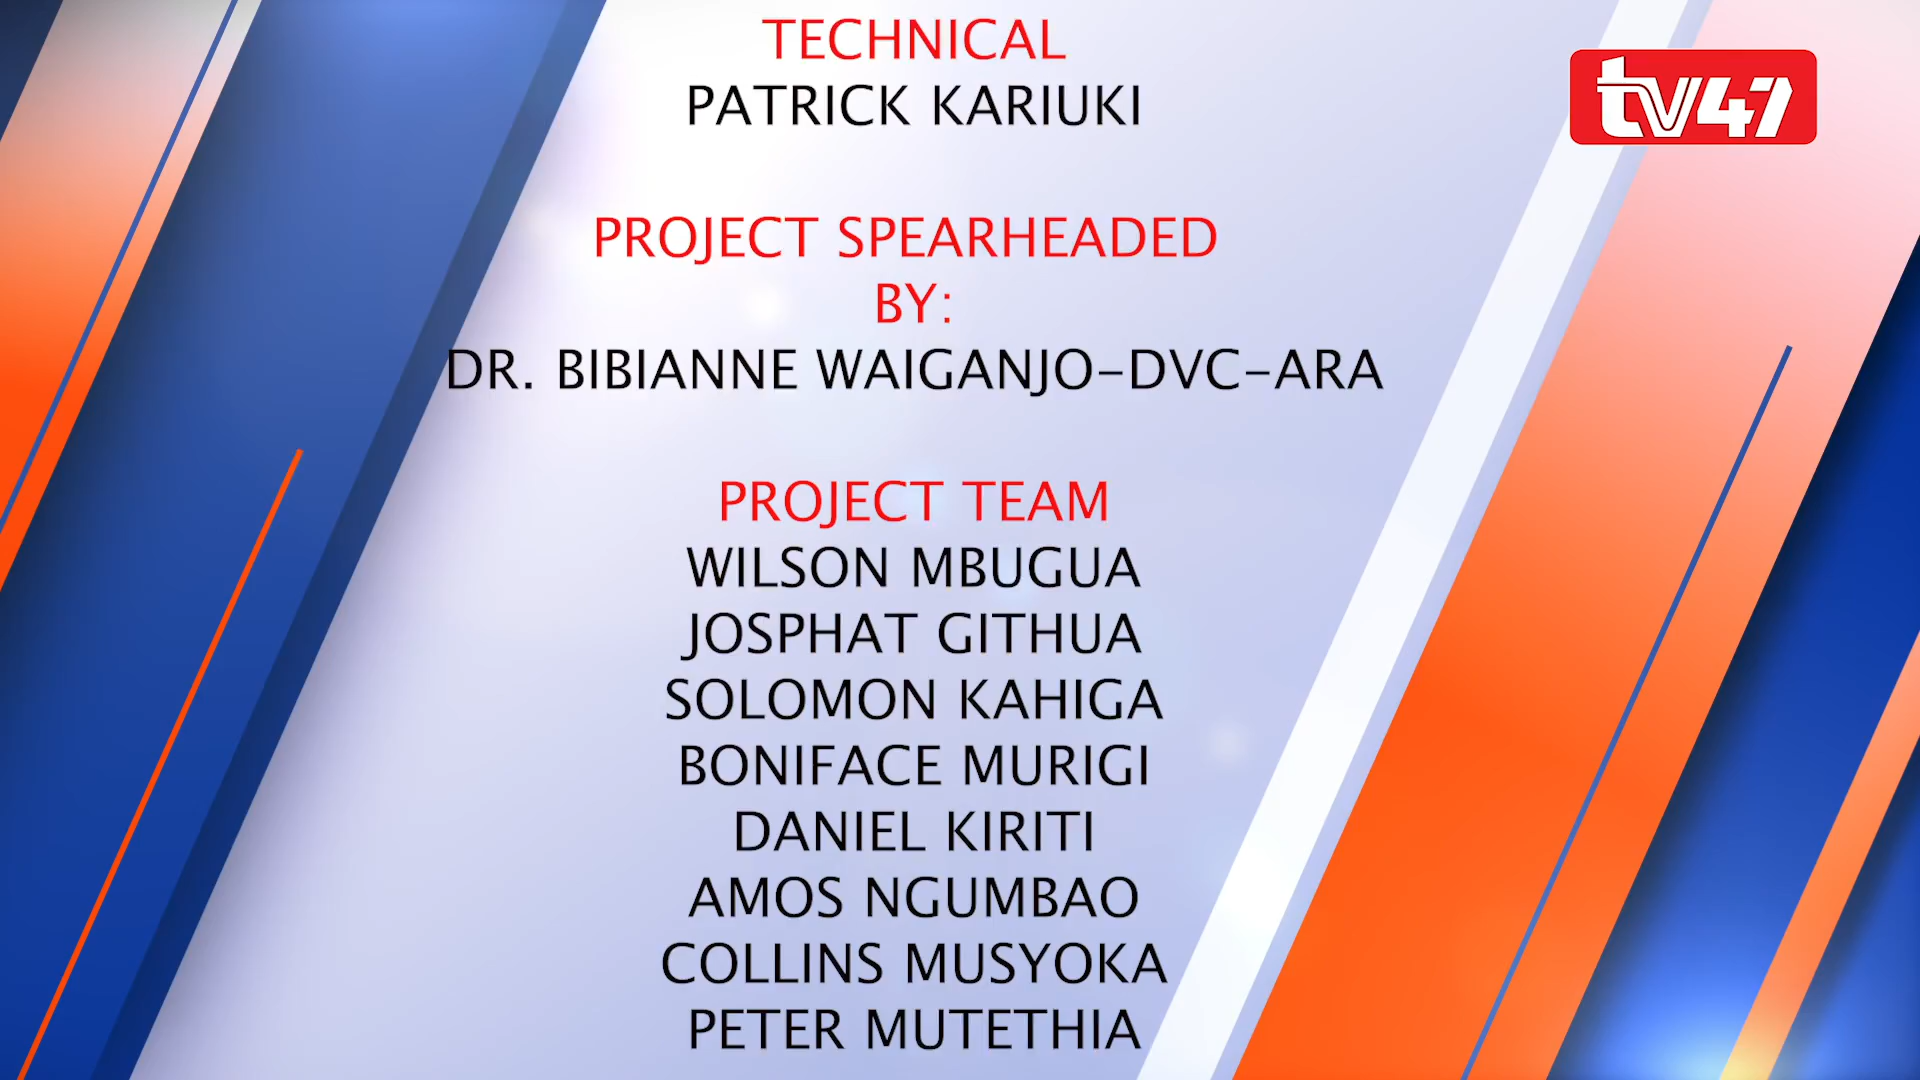 TECHNICAL
PATRICK KARIUKI
tv47
PROJECT SPEARHEADED
BY:
DR. BIBIANNE WAIGANJO-DVC-ARA
PROJECT TEAM
WILSON MBUGUA
JOSPHAT GITHUA
SOLOMON KAHIGA
BONIFACE MURIGI
DANIEL KIRITI
AMOS NGUMBAO
COLLINS MUSYOKA
PETER MUTETHIA